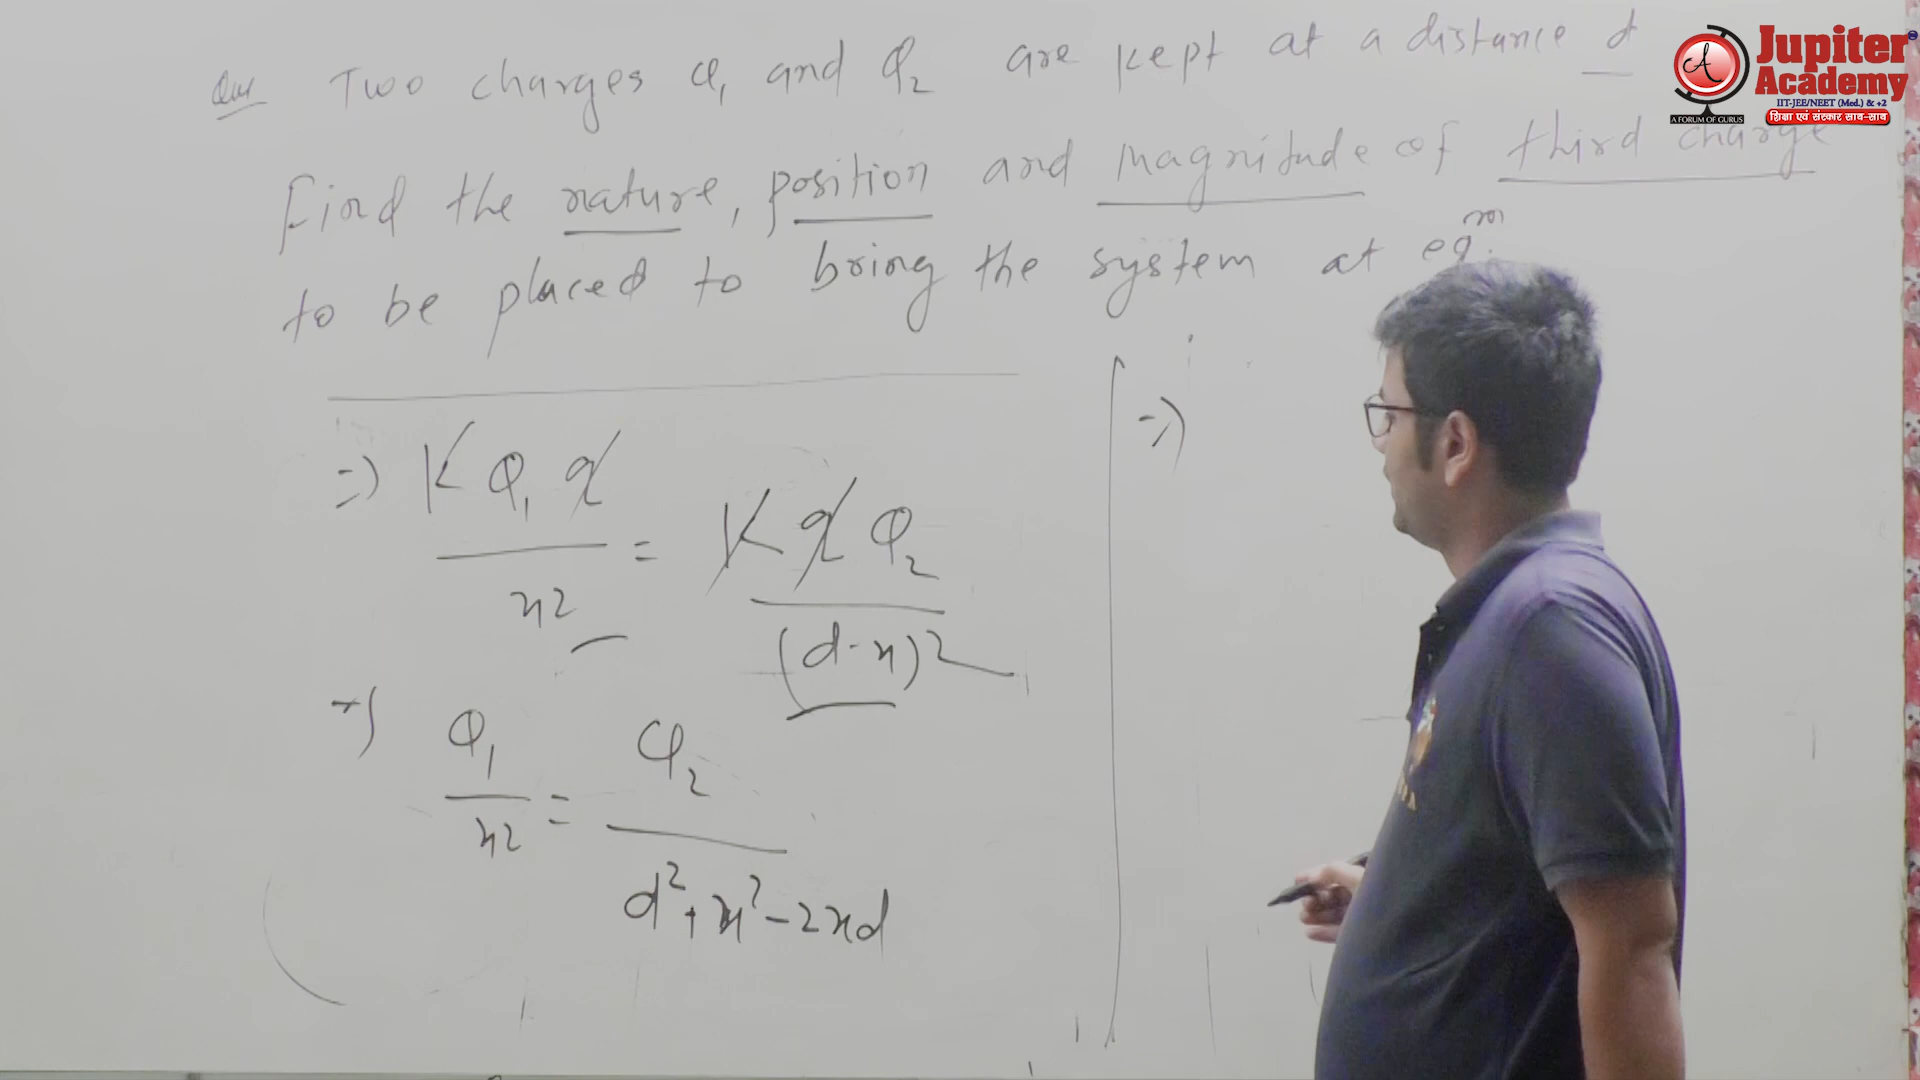 Que Two charges Q₁ and Q₂ are kept at a distance d
Find the nature, position and magnitude of third charge
to be placed to bring the system at eqᵐ.
=) K Q₁ q / x² = K q Q₂ / (d-x)²
=) Q₁ / x² = Q₂ / d² + x² - 2xd
=)
A
Jupiter
Academy
IIT-JEE/NEET (Med.) & +2
A FORUM OF GURUS
शिक्षा एवं संस्कार साथ-साथ